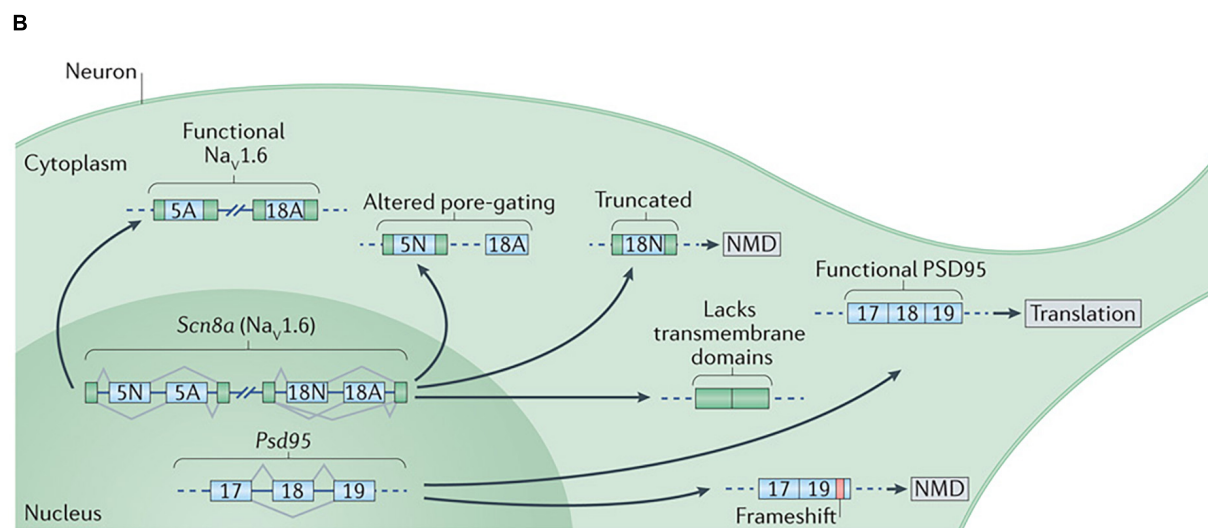 B
Neuron
Cytoplasm
Functional
NaV1.6
5A 18A
Altered pore-gating
5N 18A
Truncated
18N NMD
Functional PSD95
17 18 19 Translation
Scn8a (NaV1.6)
5N 5A 18N 18A
Lacks
transmembrane
domains
Psd95
17 18 19
17 19 NMD
Frameshift
Nucleus